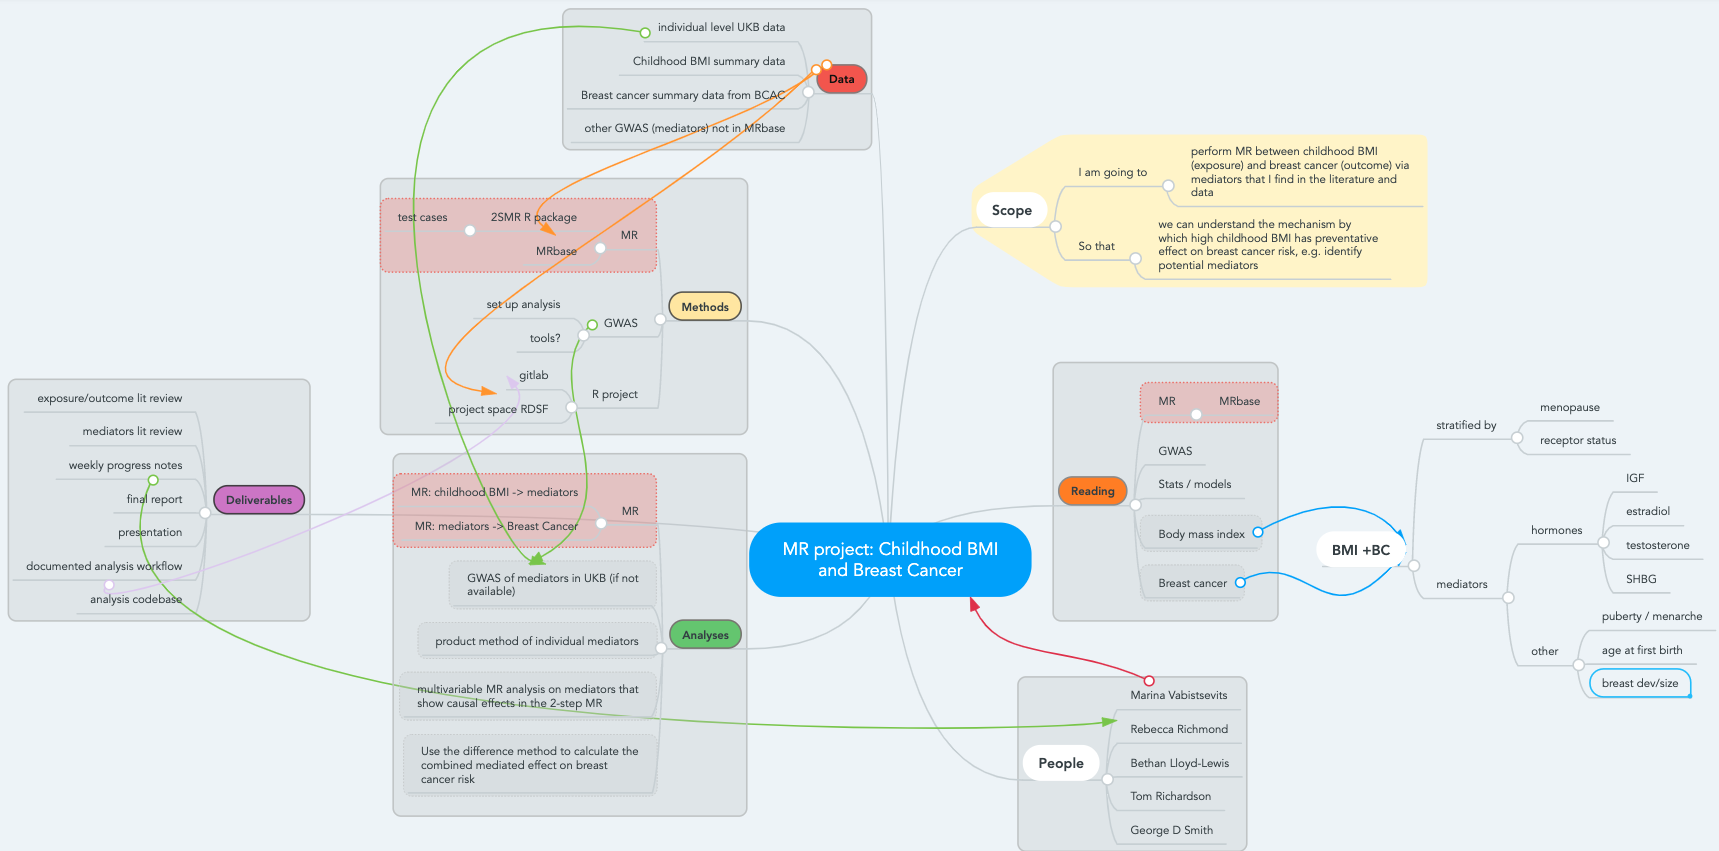 individual level UKB data
Childhood BMI summary data
Breast cancer summary data from BCAC
other GWAS (mediators) not in MRbase
Data
test cases
2SMR R package
MRbase
MR
set up analysis
tools?
GWAS
gitlab
project space RDSF
R project
Methods
exposure/outcome lit review
mediators lit review
weekly progress notes
final report
presentation
documented analysis workflow
analysis codebase
Deliverables
MR: childhood BMI -> mediators
MR: mediators -> Breast Cancer
MR
GWAS of mediators in UKB (if not
available)
product method of individual mediators
multivariable MR analysis on mediators that
show causal effects in the 2-step MR
Use the difference method to calculate the
combined mediated effect on breast
cancer risk
Analyses
MR project: Childhood BMI
and Breast Cancer
Scope
I am going to
perform MR between childhood BMI
(exposure) and breast cancer (outcome) via
mediators that I find in the literature and
data
So that
we can understand the mechanism by
which high childhood BMI has preventative
effect on breast cancer risk, e.g. identify
potential mediators
Reading
MR
MRbase
GWAS
Stats / models
Body mass index
Breast cancer
BMI +BC
stratified by
menopause
receptor status
mediators
hormones
IGF
estradiol
testosterone
SHBG
other
puberty / menarche
age at first birth
breast dev/size
People
Marina Vabistsevits
Rebecca Richmond
Bethan Lloyd-Lewis
Tom Richardson
George D Smith